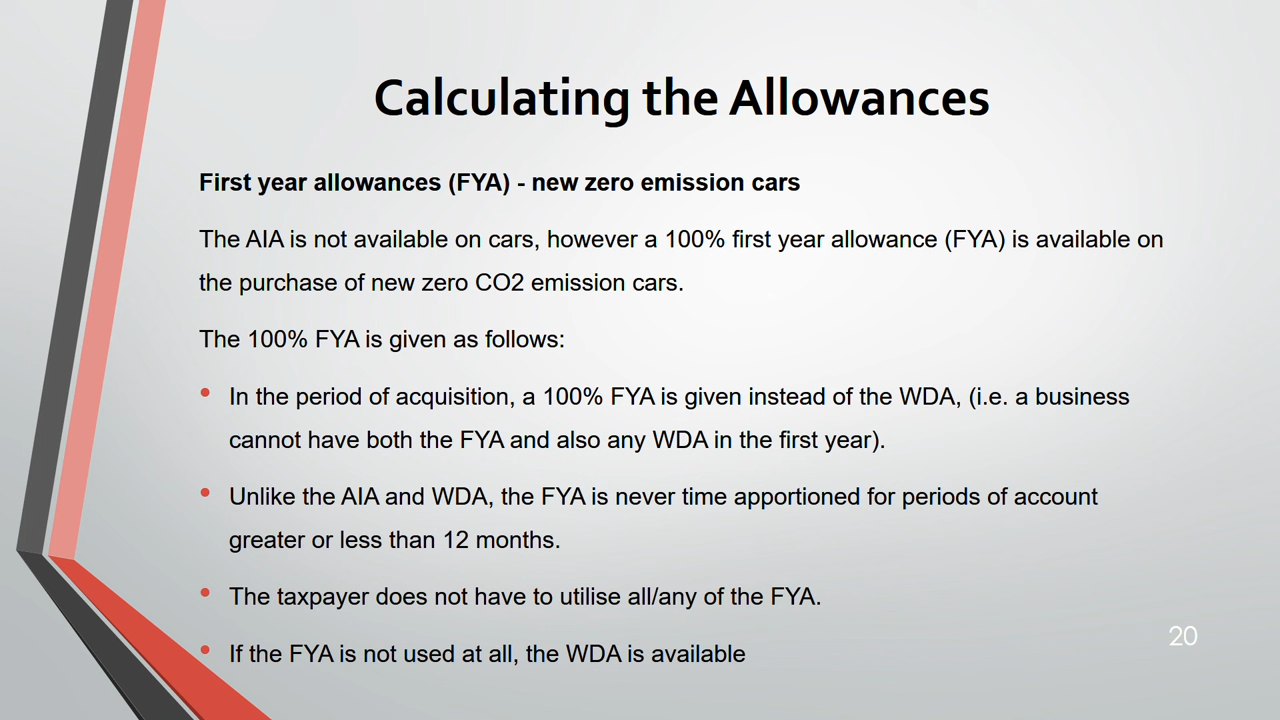 Calculating the Allowances
First year allowances (FYA) - new zero emission cars
The AIA is not available on cars, however a 100% first year allowance (FYA) is available on
the purchase of new zero CO2 emission cars.
The 100% FYA is given as follows:
• In the period of acquisition, a 100% FYA is given instead of the WDA, (i.e. a business
cannot have both the FYA and also any WDA in the first year).
• Unlike the AIA and WDA, the FYA is never time apportioned for periods of account
greater or less than 12 months.
• The taxpayer does not have to utilise all/any of the FYA.
• If the FYA is not used at all, the WDA is available
20